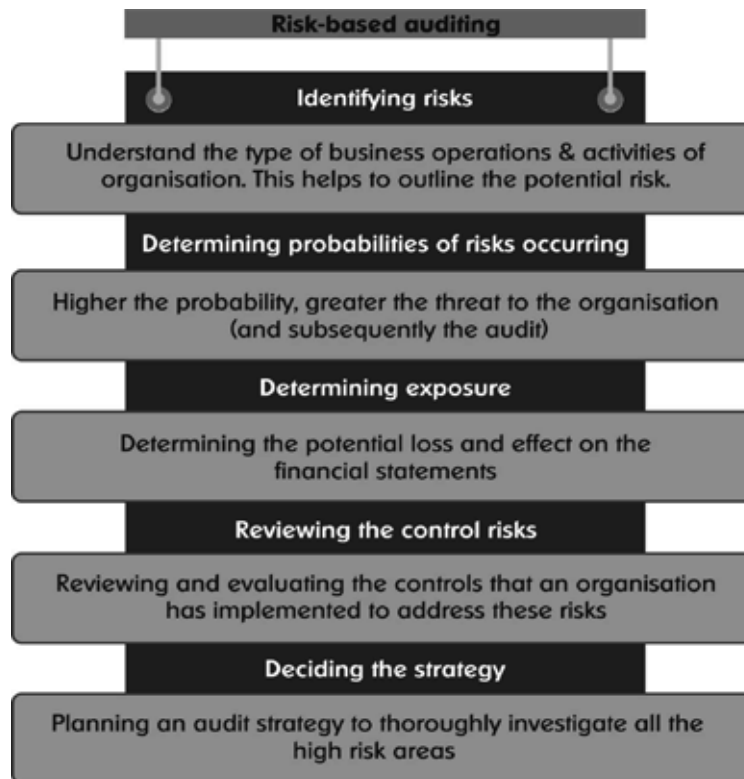 Risk-based auditing
Identifying risks
Understand the type of business operations & activities of
organisation. This helps to outline the potential risk.
Determining probabilities of risks occurring
Higher the probability, greater the threat to the organisation
(and subsequently the audit)
Determining exposure
Determining the potential loss and effect on the
financial statements
Reviewing the control risks
Reviewing and evaluating the controls that an organisation
has implemented to address these risks
Deciding the strategy
Planning an audit strategy to thoroughly investigate all the
high risk areas